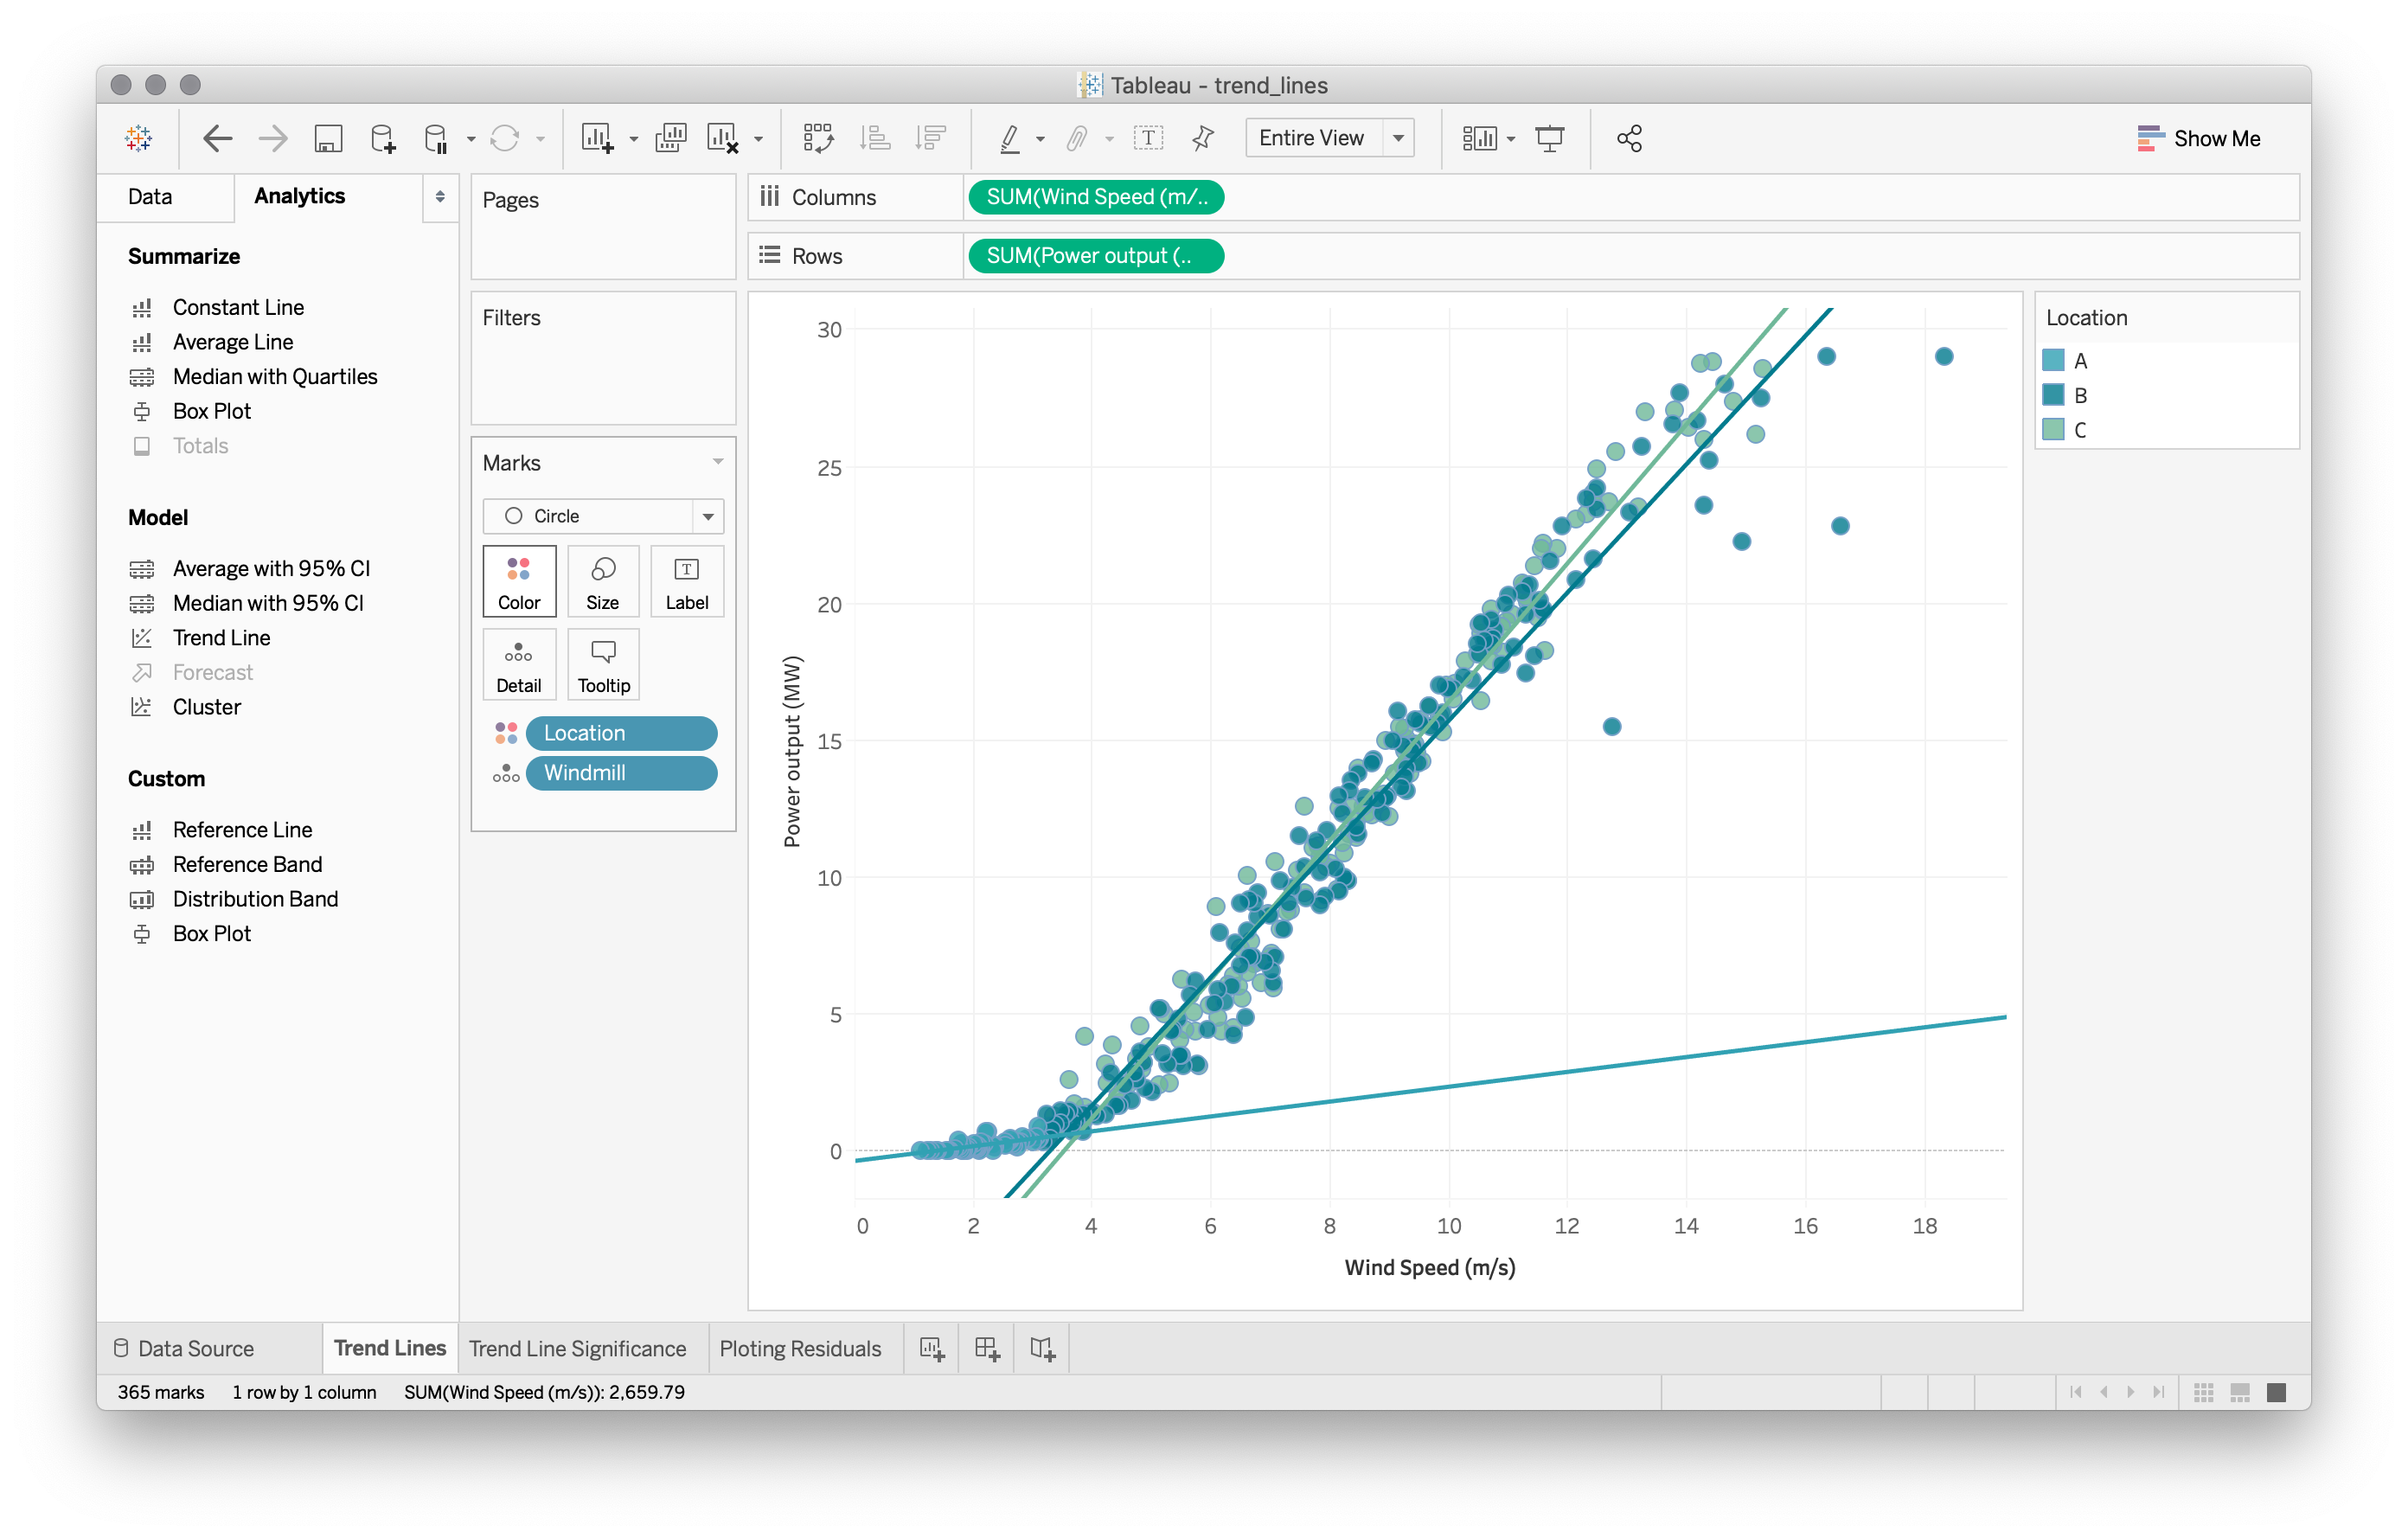 Tableau - trend_lines
Entire View
Show Me
Data
Analytics
Summarize
Constant Line
Average Line
Median with Quartiles
Box Plot
Totals
Model
Average with 95% CI
Median with 95% CI
Trend Line
Forecast
Cluster
Custom
Reference Line
Reference Band
Distribution Band
Box Plot
Pages
Filters
Marks
Circle
Color
Size
T
Label
Detail
Tooltip
Location
Windmill
Columns
SUM(Wind Speed (m/..
Rows
SUM(Power output (..
Power output (MW)
30
25
20
15
10
5
0
0 2 4 6 8 10 12 14 16 18
Wind Speed (m/s)
Location
A
B
C
Data Source
Trend Lines
Trend Line Significance
Ploting Residuals
365 marks
1 row by 1 column
SUM(Wind Speed (m/s)): 2,659.79